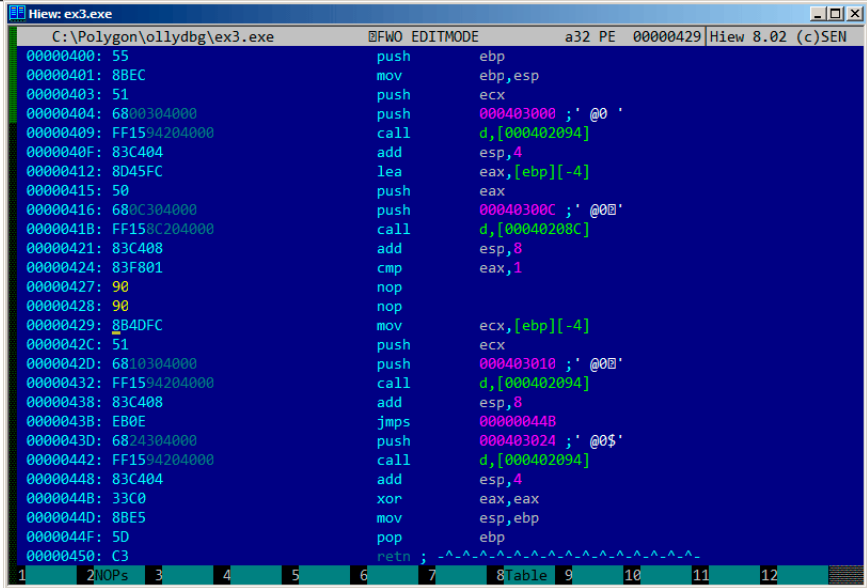 Hiew: ex3.exe
C:\Polygon\ollydbg\ex3.exe FWO EDITMODE a32 PE 00000429|Hiew 8.02 (c)SEN
00000400: 55 push ebp
00000401: 8BEC mov ebp,esp
00000403: 51 push ecx
00000404: 6800304000 push 000403000 ;' @0 '
00000409: FF1594204000 call d,[000402094]
0000040F: 83C404 add esp,4
00000412: 8D45FC lea eax,[ebp][-4]
00000415: 50 push eax
00000416: 680C304000 push 00040300C ;' @0'
0000041B: FF158C204000 call d,[00040208C]
00000421: 83C408 add esp,8
00000424: 83F801 cmp eax,1
00000427: 90 nop
00000428: 90 nop
00000429: 8B4DFC mov ecx,[ebp][-4]
0000042C: 51 push ecx
0000042D: 6810304000 push 000403010 ;' @0'
00000432: FF1594204000 call d,[000402094]
00000438: 83C408 add esp,8
0000043B: EB0E jmps 00000044B
0000043D: 6824304000 push 000403024 ;' @0$'
00000442: FF1594204000 call d,[000402094]
00000448: 83C404 add esp,4
0000044B: 33C0 xor eax,eax
0000044D: 8BE5 mov esp,ebp
0000044F: 5D pop ebp
00000450: C3 retn ; -^-^-^-^-^-^-^-^-^-^-^-^-^-^-^-
1 2NOPs 3 4 5 6 7 8Table 9 10 11 12